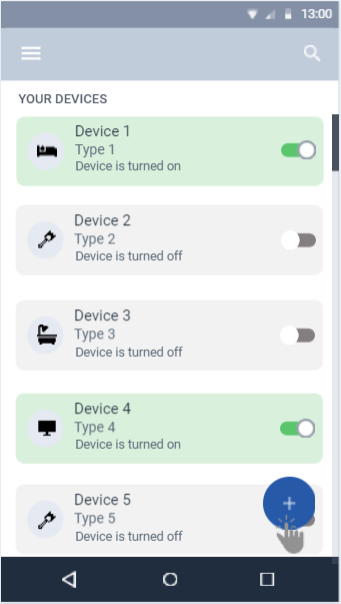 13:00
YOUR DEVICES
Device 1
Type 1
Device is turned on
Device 2
Type 2
Device is turned off
Device 3
Type 3
Device is turned off
Device 4
Type 4
Device is turned on
Device 5
Type 5
Device is turned off
+